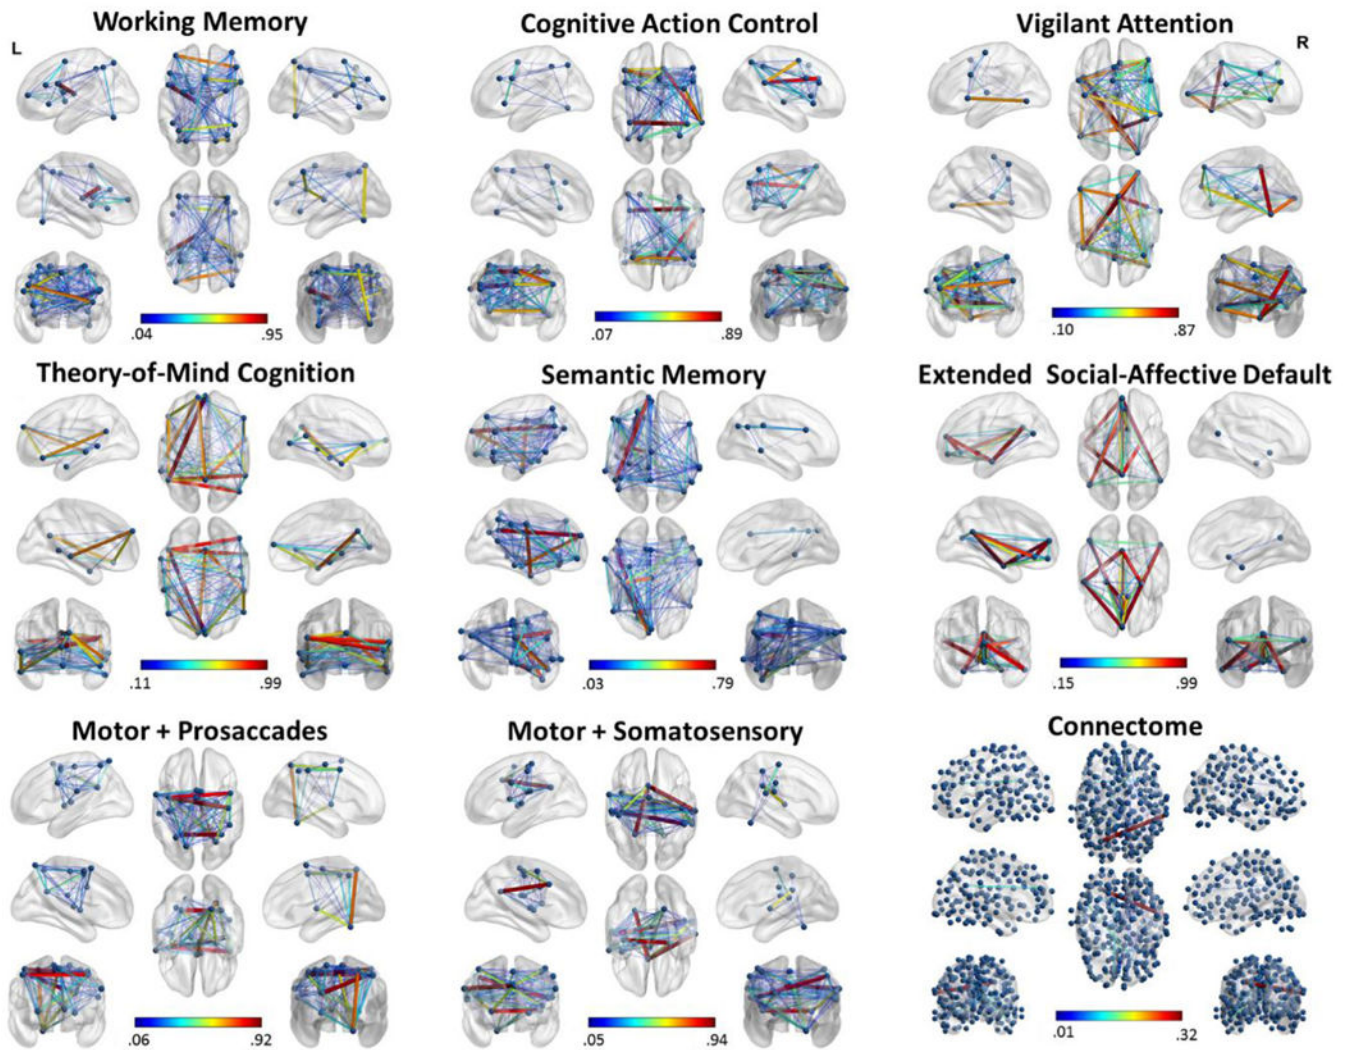 Working Memory
Cognitive Action Control
Vigilant Attention
L
R
.04 .95
.07 .89
.10 .87
Theory-of-Mind Cognition
Semantic Memory
Extended Social-Affective Default
.11 .99
.03 .79
.15 .99
Motor + Prosaccades
Motor + Somatosensory
Connectome
.06 .92
.05 .94
.01 .32